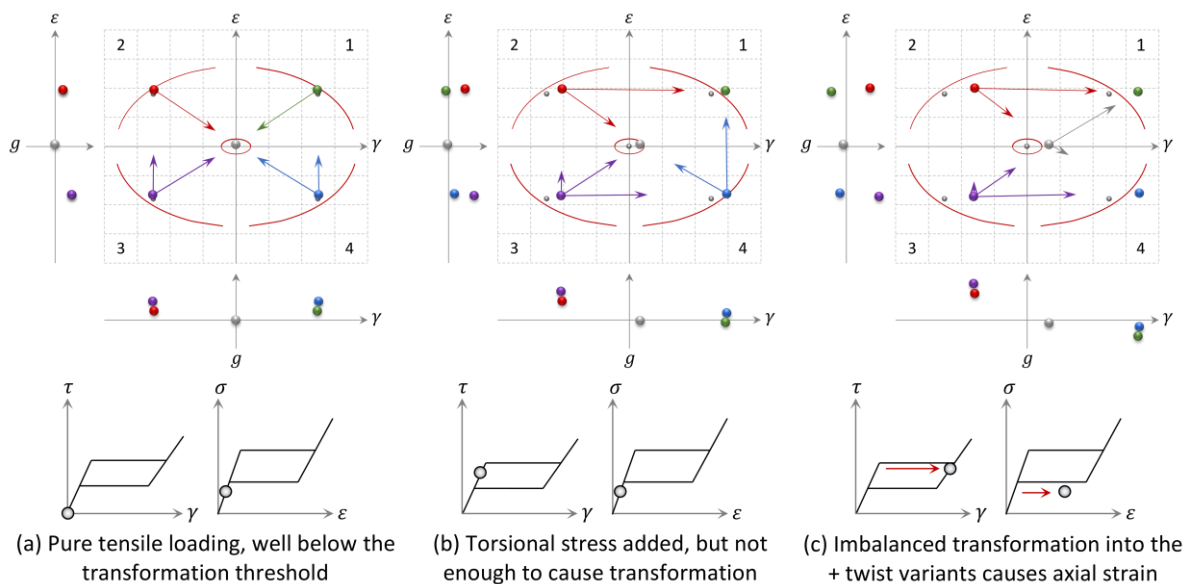 ε
ε
ε
ε
ε
ε
2
1
2
1
2
1
g
γ
g
γ
g
γ
3
4
3
4
3
4
γ
γ
γ
g
g
g
τ
σ
τ
σ
τ
σ
γ
ε
γ
ε
γ
ε
(a) Pure tensile loading, well below the
transformation threshold
(b) Torsional stress added, but not
enough to cause transformation
(c) Imbalanced transformation into the
+ twist variants causes axial strain